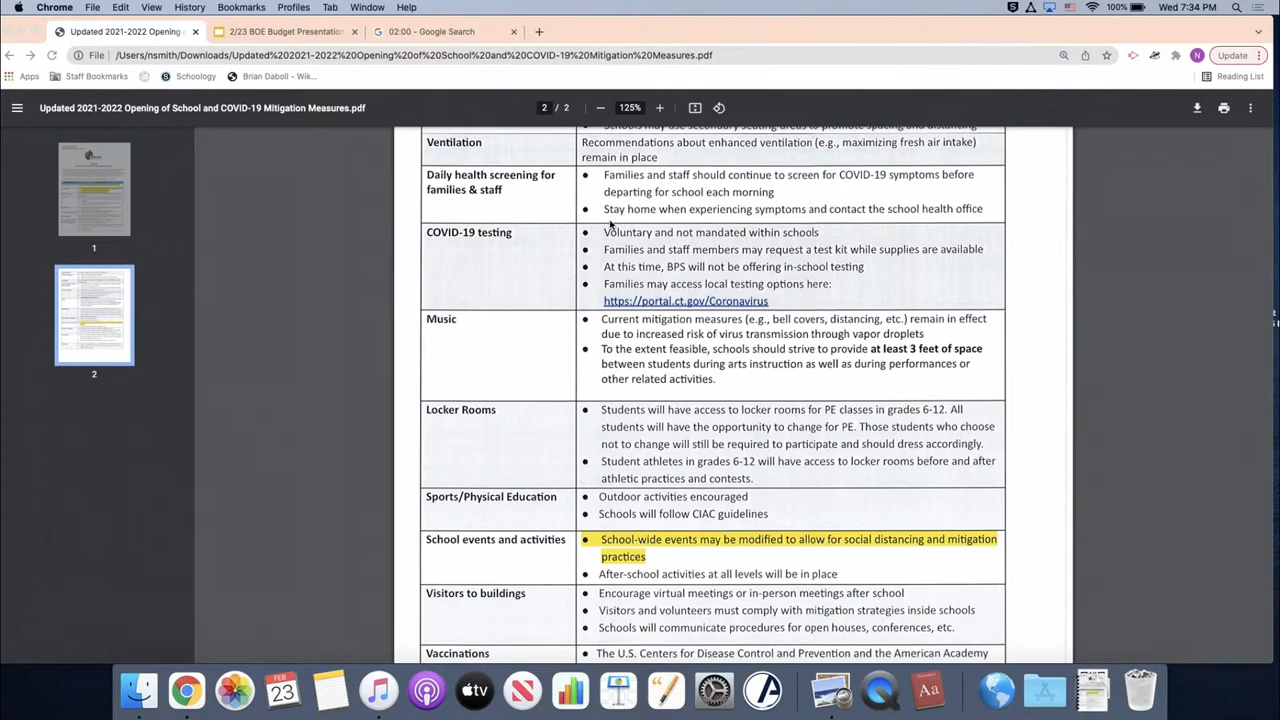 Chrome File Edit View History Bookmarks Profiles Tab Window Help 100% Wed 7:34 PM
Updated 2021-2022 Opening o 2/23 BOE Budget Presentation 02:00 - Google Search
File /Users/nsmith/Downloads/Updated%202021-2022%20Opening%20of%20School%20and%20COVID-19%20Mitigation%20Measures.pdf N Update
Apps Staff Bookmarks Schoology Brian Daboll - Wik... Reading List
Updated 2021-2022 Opening of School and COVID-19 Mitigation Measures.pdf 2 / 2 125%
Schools may use secondary seating areas to promote spacing and distancing
Ventilation
Recommendations about enhanced ventilation (e.g., maximizing fresh air intake)
remain in place
Daily health screening for
families & staff
● Families and staff should continue to screen for COVID-19 symptoms before
departing for school each morning
● Stay home when experiencing symptoms and contact the school health office
COVID-19 testing
● Voluntary and not mandated within schools
● Families and staff members may request a test kit while supplies are available
● At this time, BPS will not be offering in-school testing
● Families may access local testing options here:
https://portal.ct.gov/Coronavirus
Music
● Current mitigation measures (e.g., bell covers, distancing, etc.) remain in effect
due to increased risk of virus transmission through vapor droplets
● To the extent feasible, schools should strive to provide at least 3 feet of space
between students during arts instruction as well as during performances or
other related activities.
Locker Rooms
● Students will have access to locker rooms for PE classes in grades 6-12. All
students will have the opportunity to change for PE. Those students who choose
not to change will still be required to participate and should dress accordingly.
● Student athletes in grades 6-12 will have access to locker rooms before and after
athletic practices and contests.
Sports/Physical Education
● Outdoor activities encouraged
● Schools will follow CIAC guidelines
School events and activities
● School-wide events may be modified to allow for social distancing and mitigation
practices
● After-school activities at all levels will be in place
Visitors to buildings
● Encourage virtual meetings or in-person meetings after school
● Visitors and volunteers must comply with mitigation strategies inside schools
● Schools will communicate procedures for open houses, conferences, etc.
Vaccinations
● The U.S. Centers for Disease Control and Prevention and the American Academy
1
2
FEB
23
tv
Aa